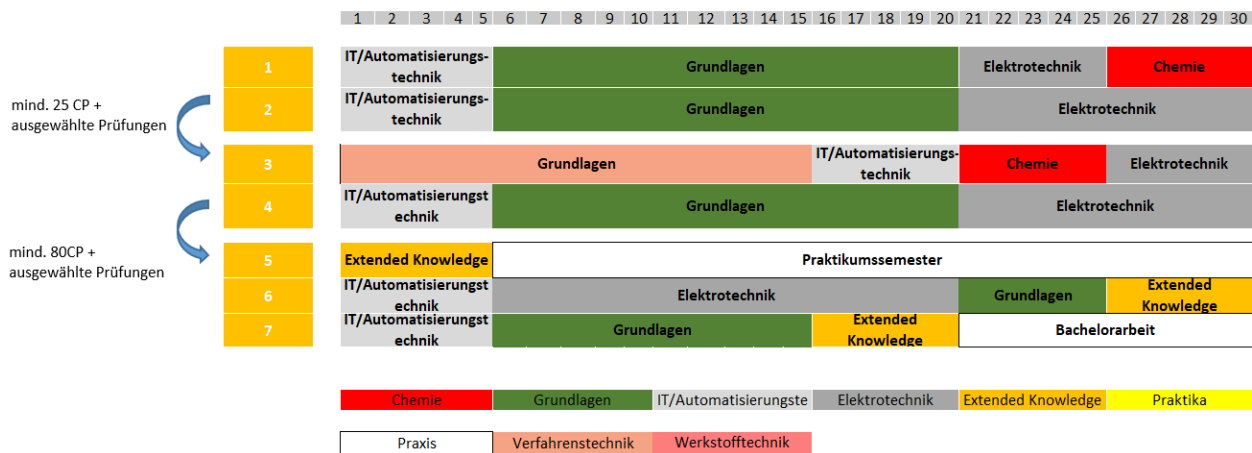 1 2 3 4 5 6 7 8 9 10 11 12 13 14 15 16 17 18 19 20 21 22 23 24 25 26 27 28 29 30
1 IT/Automatisierungs- Grundlagen Elektrotechnik Chemie
technik
mind. 25 CP +
ausgewählte Prüfungen
2 IT/Automatisierungs- Grundlagen Elektrotechnik
technik
3 Grundlagen IT/Automatisierungs- Chemie Elektrotechnik
technik
4 IT/Automatisierungst Grundlagen Elektrotechnik
echnik
mind. 80CP +
ausgewählte Prüfungen
5 Extended Knowledge Praktikumssemester
6 IT/Automatisierungst Elektrotechnik Grundlagen Extended
echnik Knowledge
7 IT/Automatisierungst Grundlagen Extended Bachelorarbeit
echnik Knowledge
Chemie Grundlagen IT/Automatisierungste Elektrotechnik Extended Knowledge Praktika
Praxis Verfahrenstechnik Werkstofftechnik